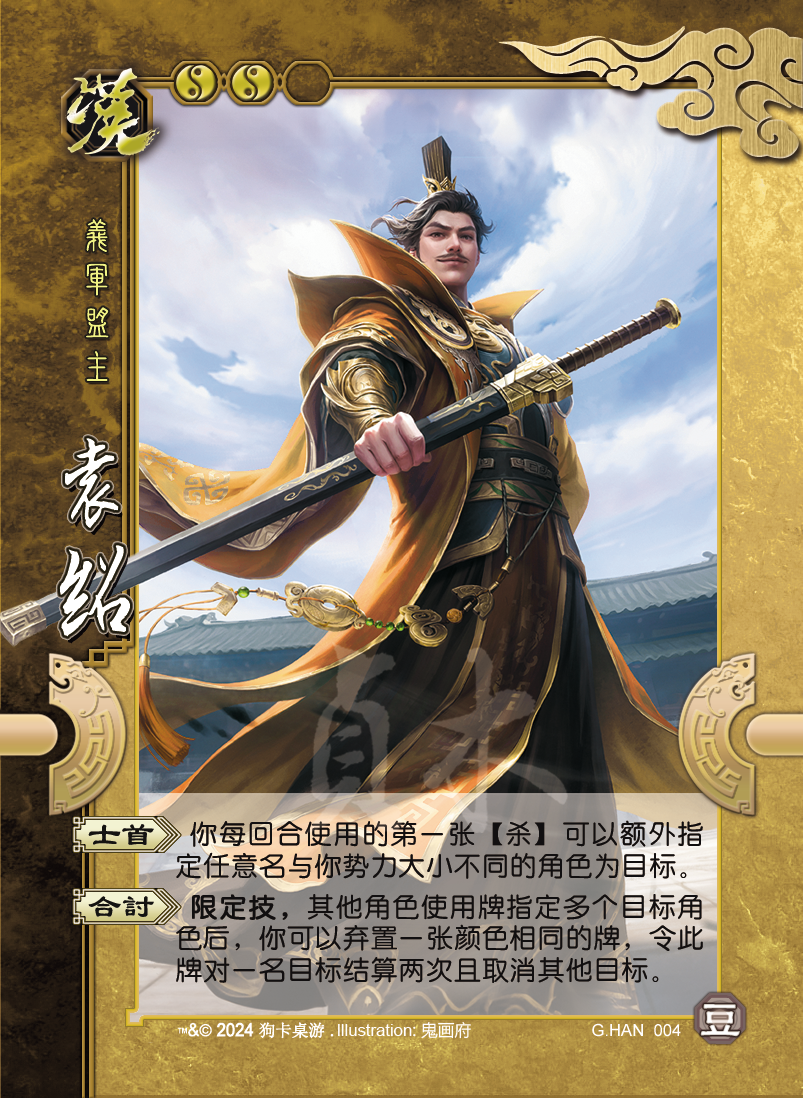 漢
義軍盟主
袁紹
貞木
士首 你每回合使用的第一张【杀】可以额外指
定任意名与你势力大小不同的角色为目标。
合討 限定技，其他角色使用牌指定多个目标角
色后，你可以弃置一张颜色相同的牌，令此
牌对一名目标结算两次且取消其他目标。
™&© 2024 狗卡桌游 . Illustration: 鬼画府
G.HAN 004
豆